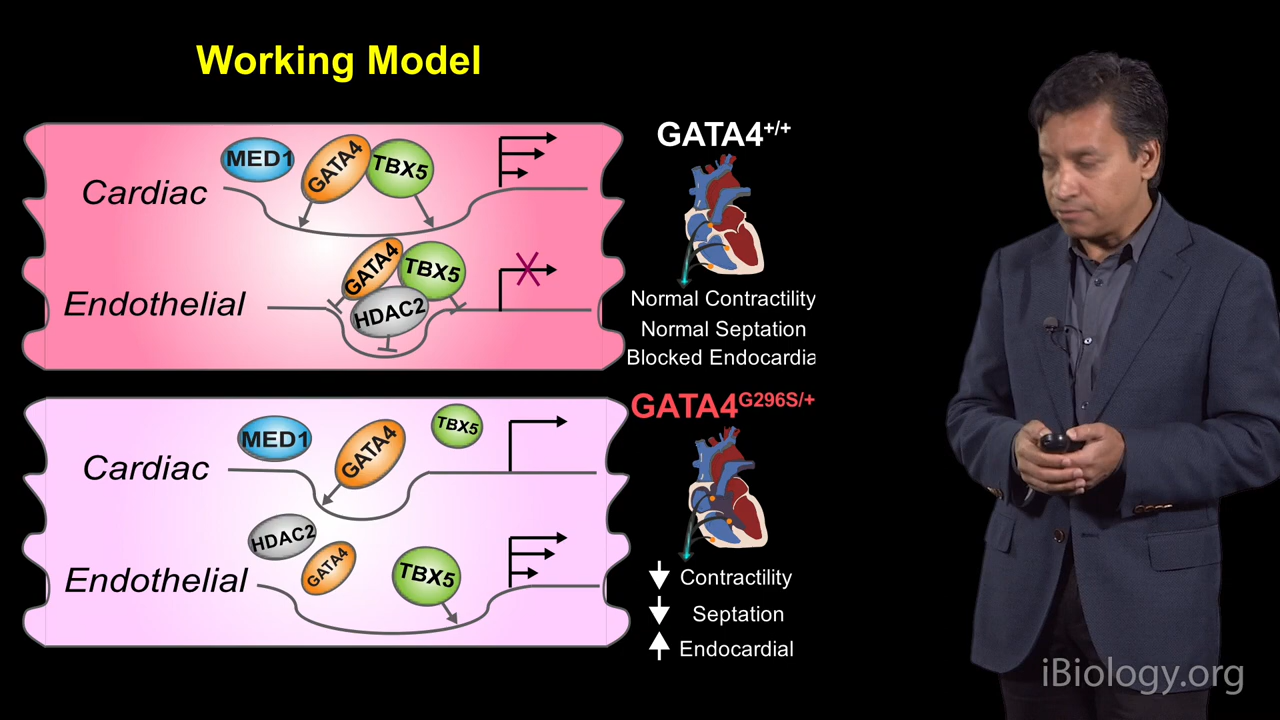 Working Model
MED1
GATA4
TBX5
Cardiac
GATA4
TBX5
HDAC2
Endothelial
GATA4+/+
Normal Contractility
Normal Septation
Blocked Endocardia
MED1
GATA4
TBX5
Cardiac
HDAC2
GATA4
TBX5
Endothelial
GATA4G296S/+
Contractility
Septation
Endocardial
iBiology.org